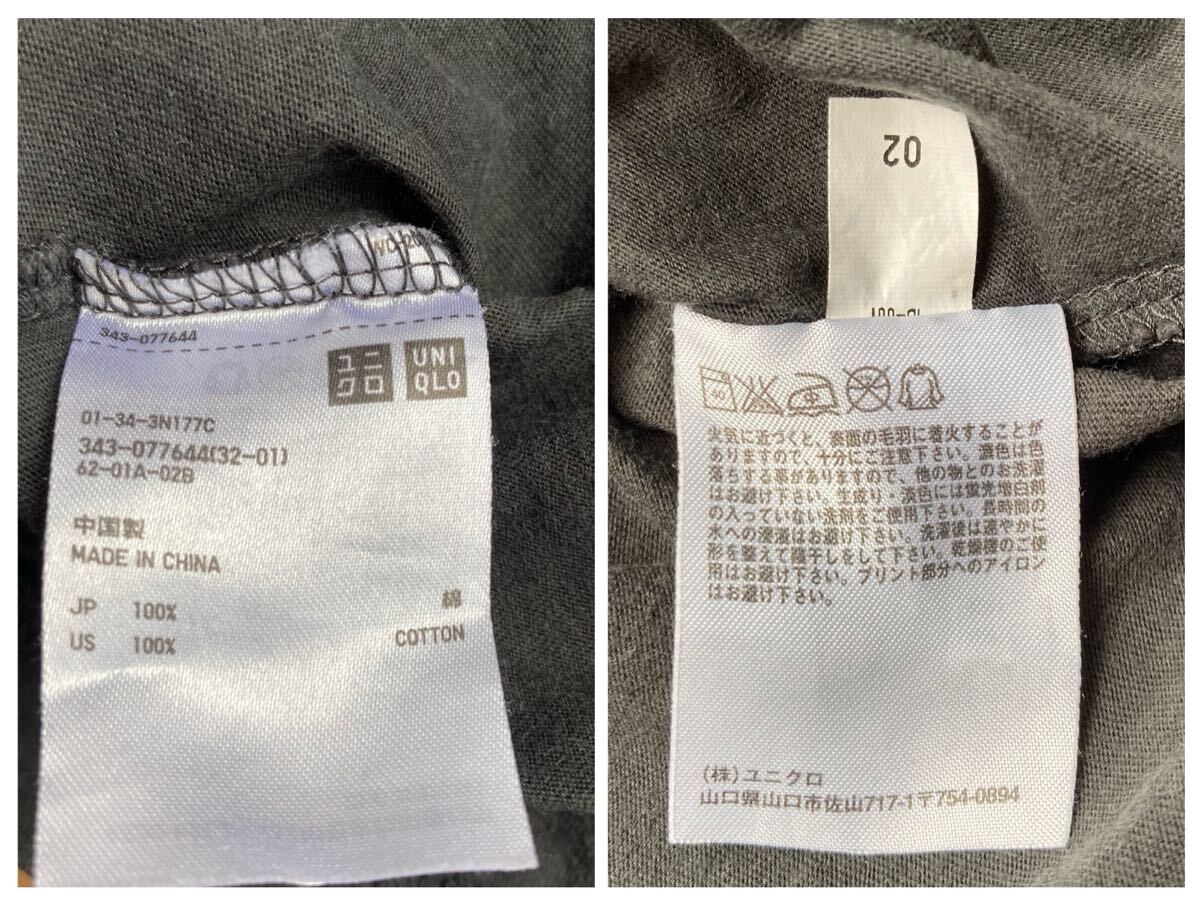 343-077644
ユニクロ
UNI
QLO
01-34-3N177C
343-077644(32-01)
62-01A-02B
中国製
MADE IN CHINA
JP 100% 綿
US 100% COTTON
02
火気に近づくと、表面の毛羽に着火することが
ありますので、十分にご注意下さい。濃色は色
落ちする事がありますので、他の物とのお洗濯
はお避け下さい。生成り・淡色には蛍光増白剤
の入っていない洗剤をご使用下さい。長時間の
水への浸漬はお避け下さい。洗濯後は速やかに
形を整えて陰干しをして下さい。乾燥機のご使
用はお避け下さい。プリント部分へのアイロン
はお避け下さい。
(株)ユニクロ
山口県山口市佐山717-1〒754-0894